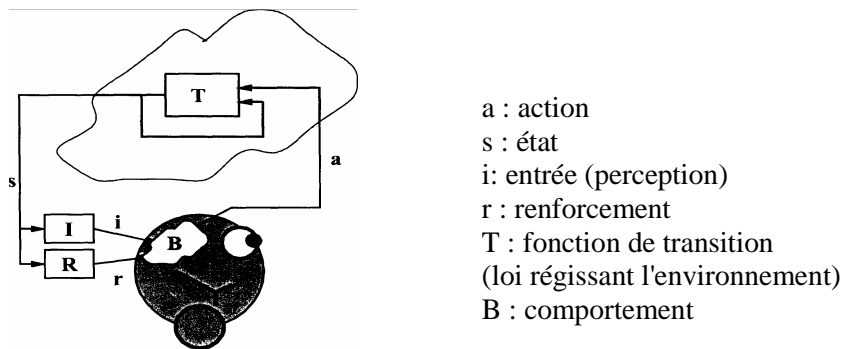 T
a
s
I
i
B
R
r
a : action
s : état
i: entrée (perception)
r : renforcement
T : fonction de transition
(loi régissant l'environnement)
B : comportement